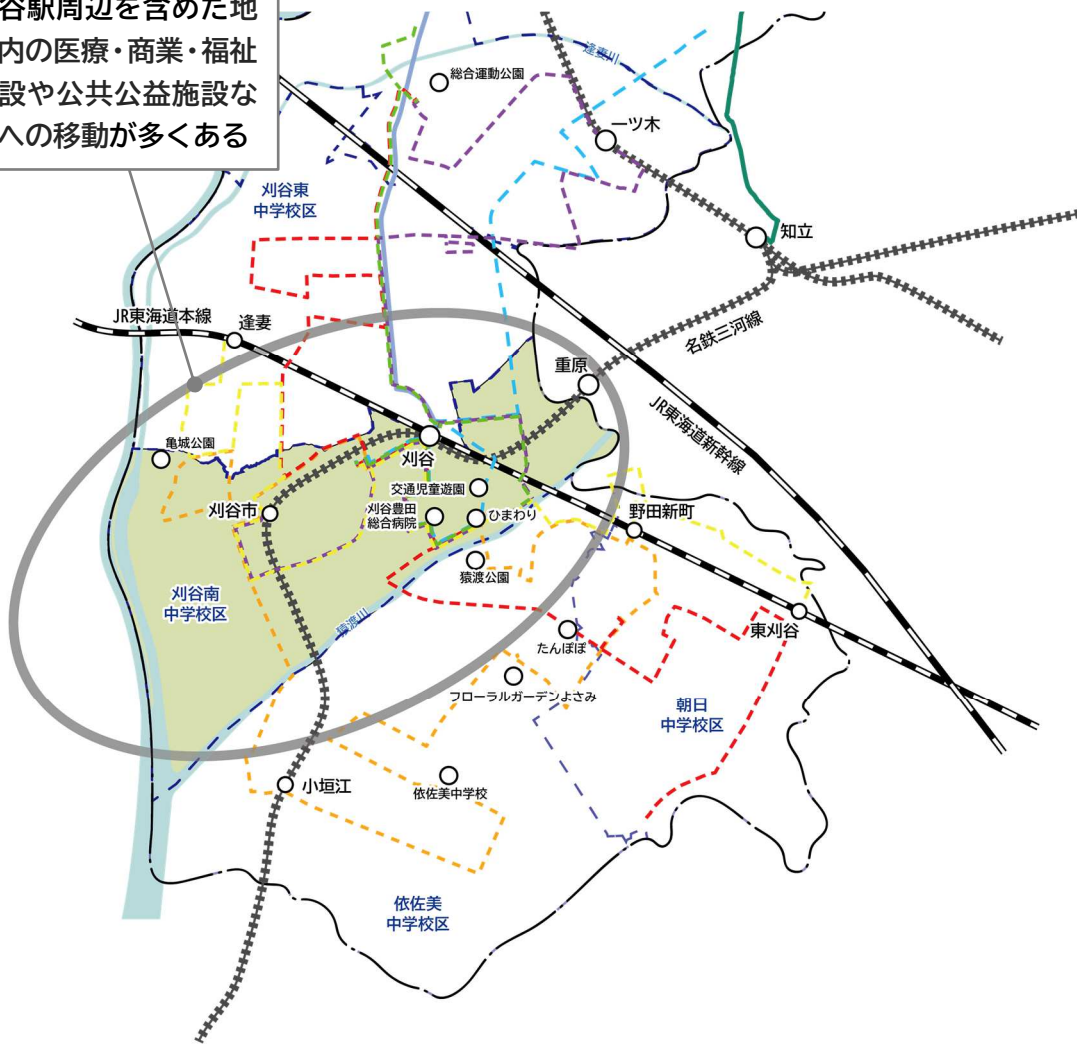 谷駅周辺を含めた地
内の医療・商業・福祉
設や公共公益施設な
への移動が多くある
逢妻川
総合運動公園
一ツ木
刈谷東
中学校区
知立
JR東海道本線
逢妻
名鉄三河線
重原
JR東海道新幹線
亀城公園
刈谷
交通児童遊園
刈谷市
刈谷豊田
総合病院
ひまわり
野田新町
猿渡公園
刈谷南
中学校区
猿渡川
東刈谷
たんぽぽ
フローラルガーデンよさみ
朝日
中学校区
小垣江
依佐美中学校
依佐美
中学校区